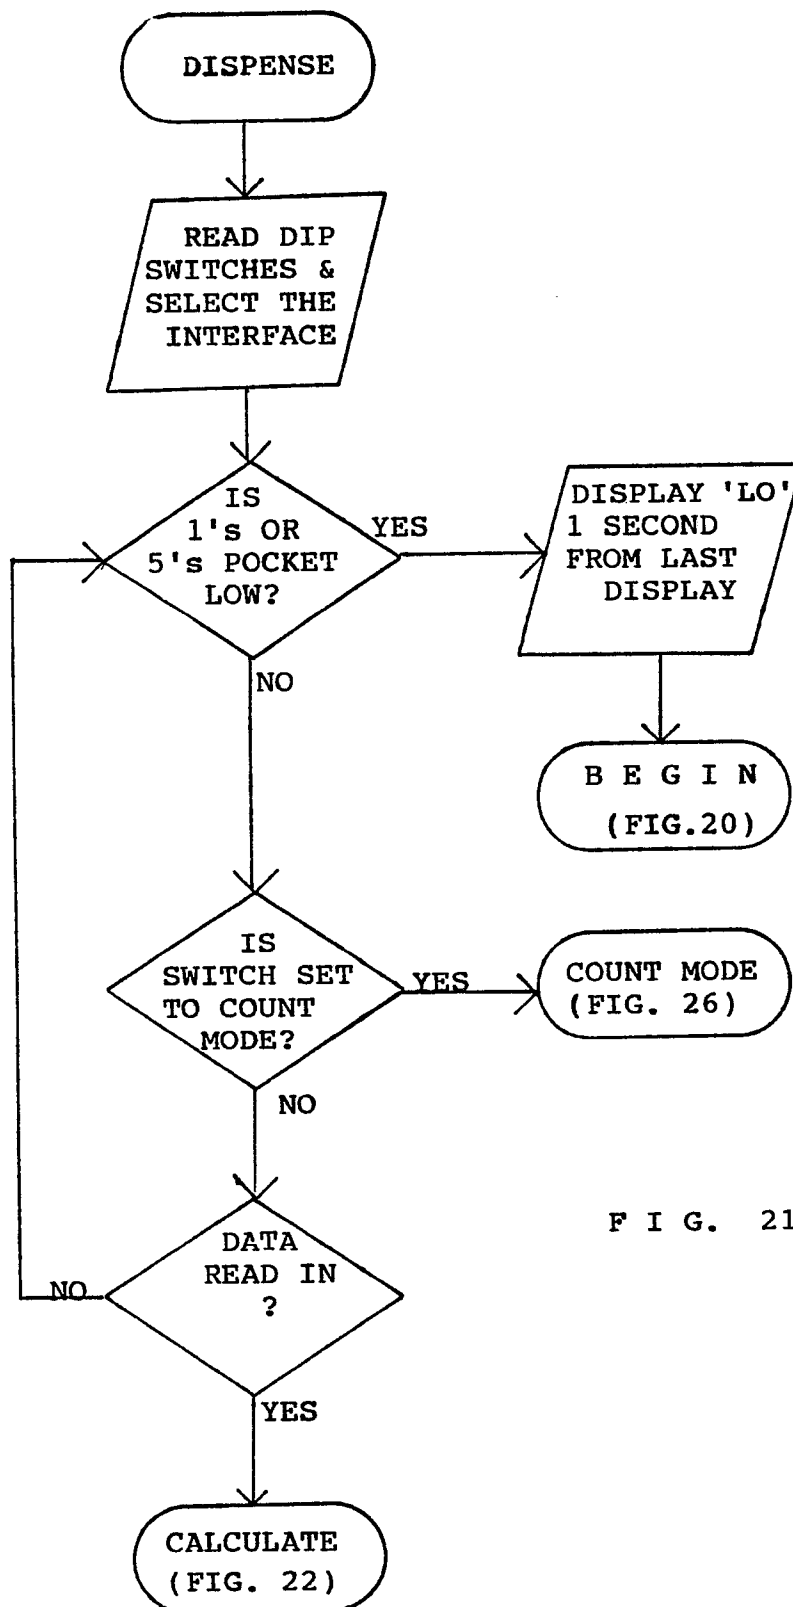 DISPENSE
READ DIP
SWITCHES &
SELECT THE
INTERFACE
IS
1's OR
5's POCKET
LOW?
YES
DISPLAY 'LO'
1 SECOND
FROM LAST
DISPLAY
NO
B E G I N
(FIG.20)
IS
SWITCH SET
TO COUNT
MODE?
YES
COUNT MODE
(FIG. 26)
NO
F I G. 21
DATA
READ IN
?
NO
YES
CALCULATE
(FIG. 22)